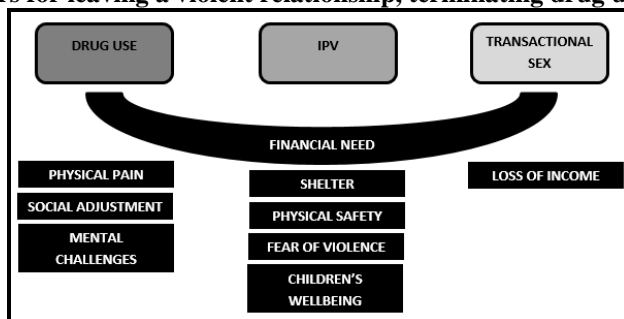 for leaving a violent relationship, terminating drug
DRUG USE
IPV
TRANSACTIONAL
SEX
FINANCIAL NEED
PHYSICAL PAIN
SOCIAL ADJUSTMENT
MENTAL
CHALLENGES
SHELTER
PHYSICAL SAFETY
FEAR OF VIOLENCE
CHILDREN'S
WELLBEING
LOSS OF INCOME